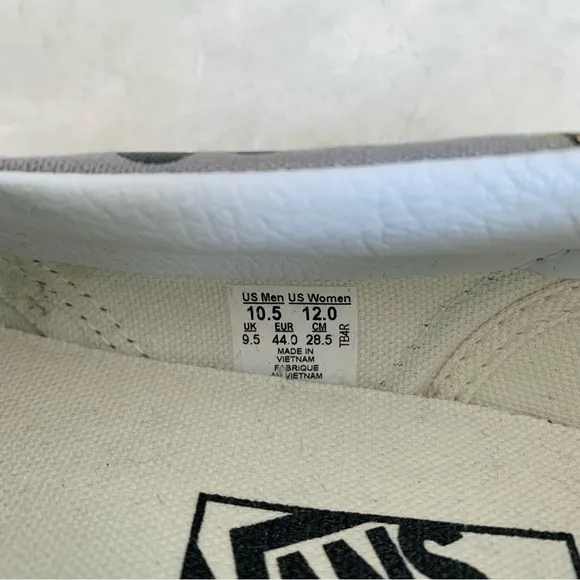 US Men US Women
10.5 12.0
UK EUR CM
9.5 44.0 28.5
TB4R
MADE IN
VIETNAM
FABRIQUE
AU VIETNAM
VANS